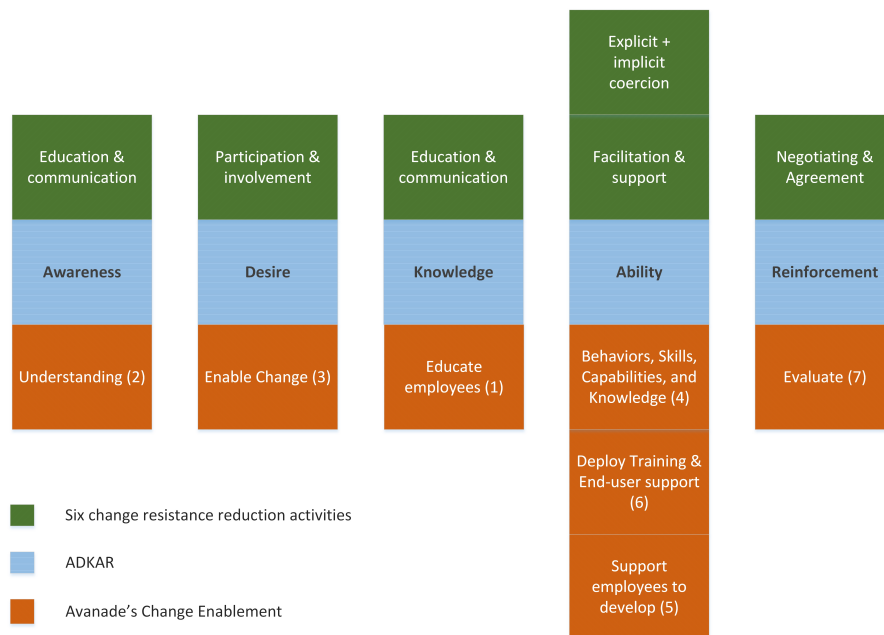 Explicit +
implicit
coercion
Education &
communication
Participation &
involvement
Education &
communication
Facilitation &
support
Negotiating &
Agreement
Awareness
Desire
Knowledge
Ability
Reinforcement
Understanding (2)
Enable Change (3)
Educate
employees (1)
Behaviors, Skills,
Capabilities, and
Knowledge (4)
Evaluate (7)
Deploy Training &
End-user support
(6)
Support
employees to
develop (5)
Six change resistance reduction activities
ADKAR
Avanade’s Change Enablement